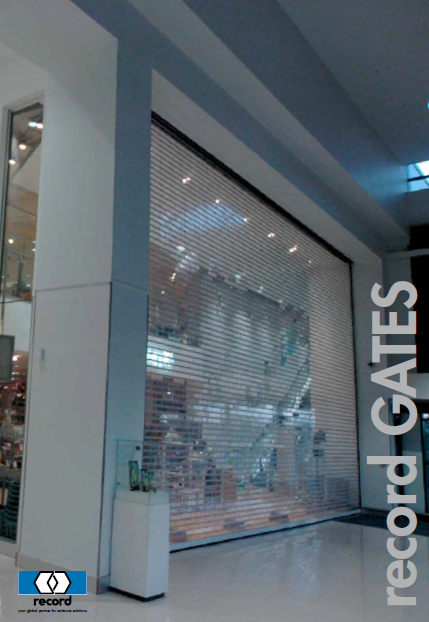 record GATES
record
your global partner for entrance solutions